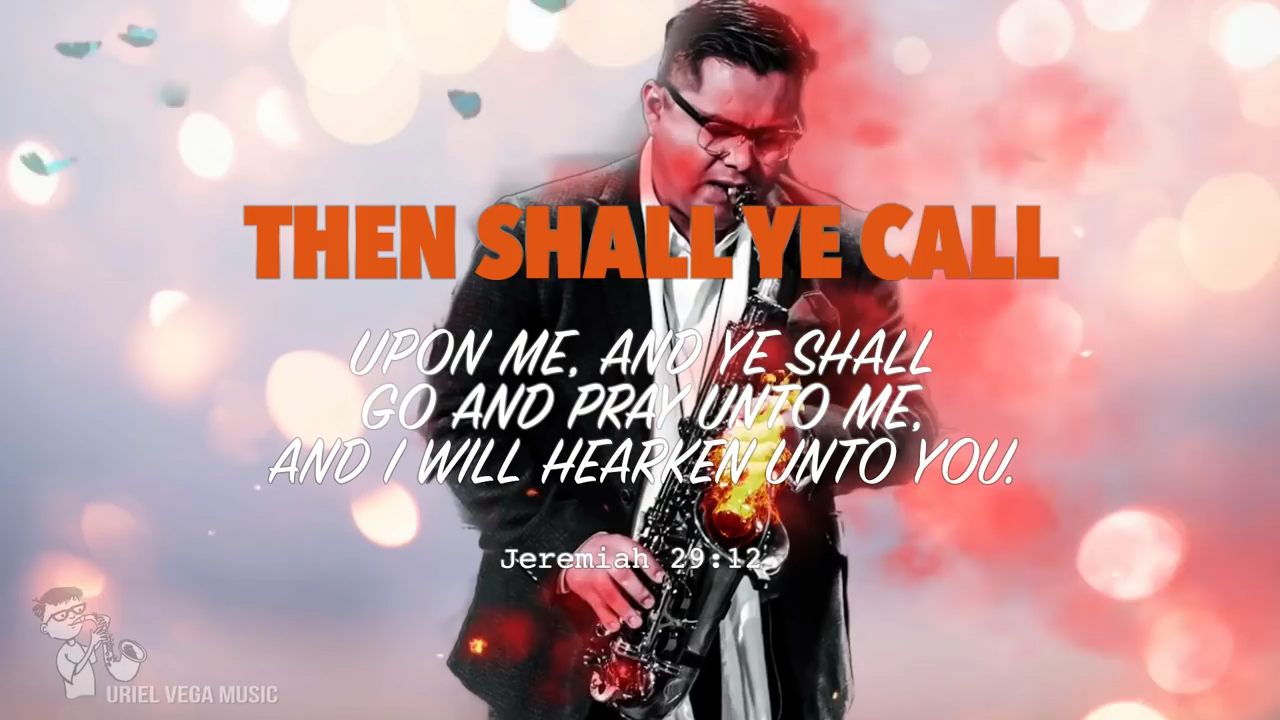 THEN SHALL YE CALL
UPON ME, AND YE SHALL
GO AND PRAY UNTO ME,
AND I WILL HEARKEN UNTO YOU.
Jeremiah 29:12
URIEL VEGA MUSIC